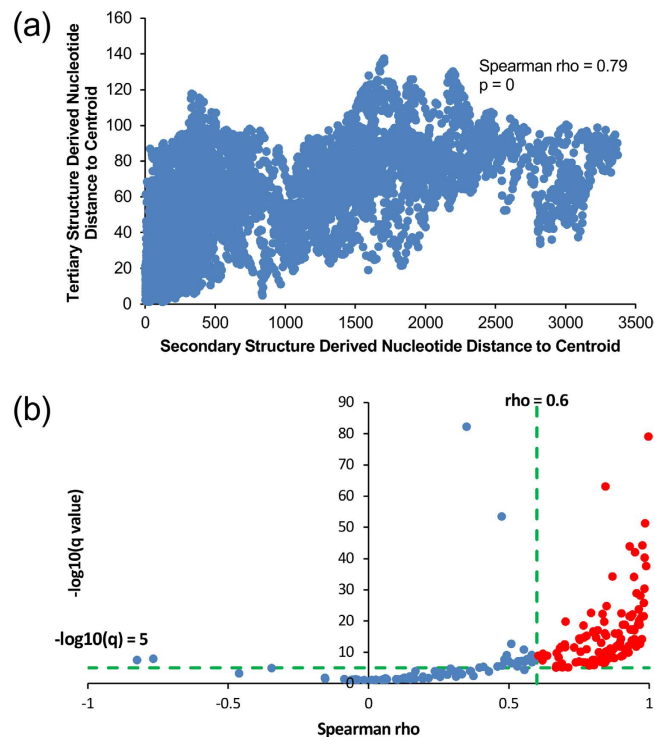 (a)
160
140
120
100
80
60
40
20
0
Tertiary Structure Derived Nucleotide
Distance to Centroid
Spearman rho = 0.79
p = 0
0 500 1000 1500 2000 2500 3000 3500
Secondary Structure Derived Nucleotide Distance to Centroid
(b)
rho = 0.6
90
80
70
60
50
40
30
20
10
0
-log10(q value)
-log10(q) = 5
-1 -0.5 0 0.5 1
Spearman rho